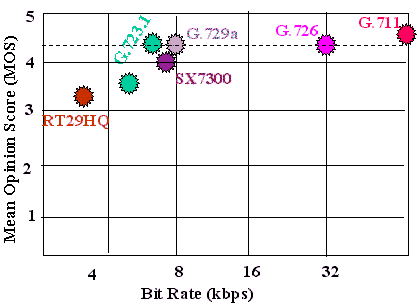 Mean Opinion Score (MOS)
5
4
3
2
1
G.723.1
G.729a
G.726
G.711
SX7300
RT29HQ
4 8 16 32
Bit Rate (kbps)